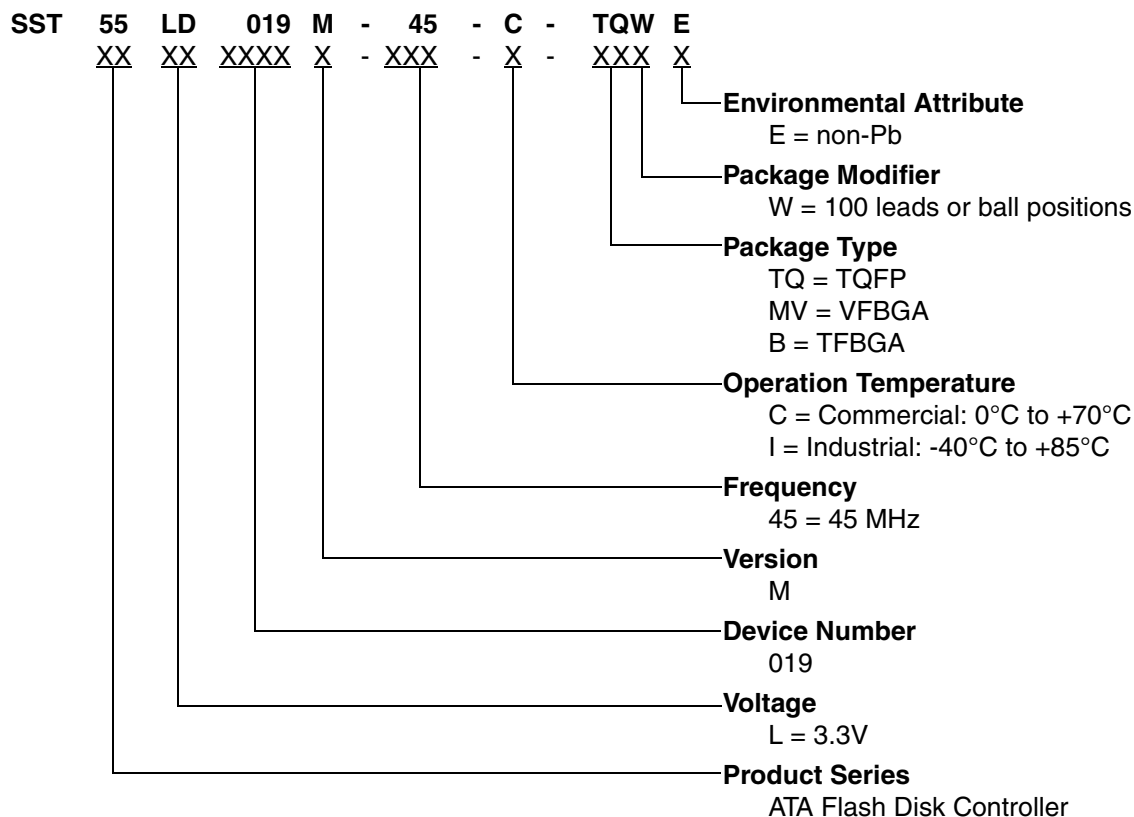 SST 55 LD 019 M - 45 - C - TQW E
XX XX XXXX X - XXX - X - XXX X
Environmental Attribute
E = non-Pb
Package Modifier
W = 100 leads or ball positions
Package Type
TQ = TQFP
MV = VFBGA
B = TFBGA
Operation Temperature
C = Commercial: 0°C to +70°C
I = Industrial: -40°C to +85°C
Frequency
45 = 45 MHz
Version
M
Device Number
019
Voltage
L = 3.3V
Product Series
ATA Flash Disk Controller